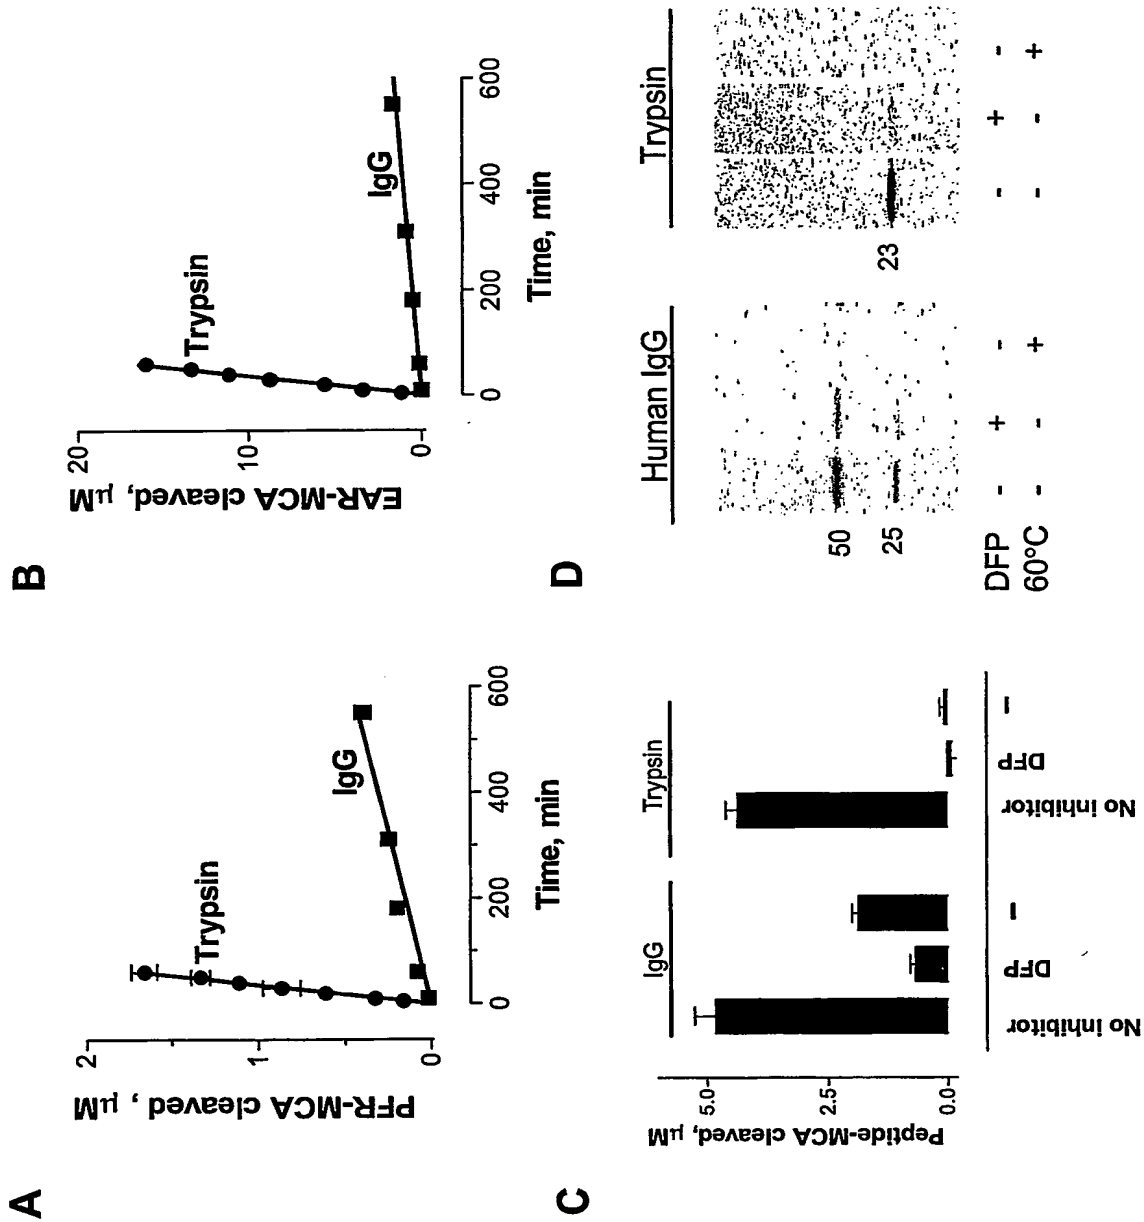 A
PFR-MCA cleaved, µM
2
1
0
Trypsin
IgG
0 200 400 600
Time, min
B
EAR-MCA cleaved, µM
20
10
0
Trypsin
IgG
0 200 400 600
Time, min
C
Peptide-MCA cleaved, µM
5.0
2.5
0.0
IgG Trypsin
No inhibitor DFP 1 No inhibitor DFP 1
D
Human IgG Trypsin
50
25
23
DFP - + - - + -
60°C - - + - - +